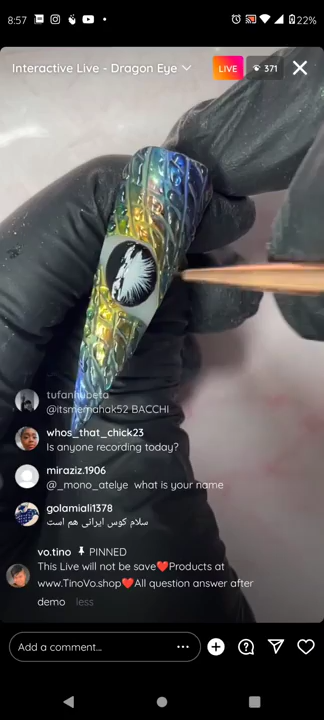 8:57
22%
Interactive Live - Dragon Eye
LIVE
371
tufanhubeta
@itsmemahak52 BACCHI
whos_that_chick23
Is anyone recording today?
miraziz.1906
@_mono_atelye what is your name
golamiali1378
سلام کوس ایرانی هم است
vo.tino PINNED
This Live will not be save❤️Products at
www.TinoVo.shop❤️All question answer after
demo less
Add a comment...